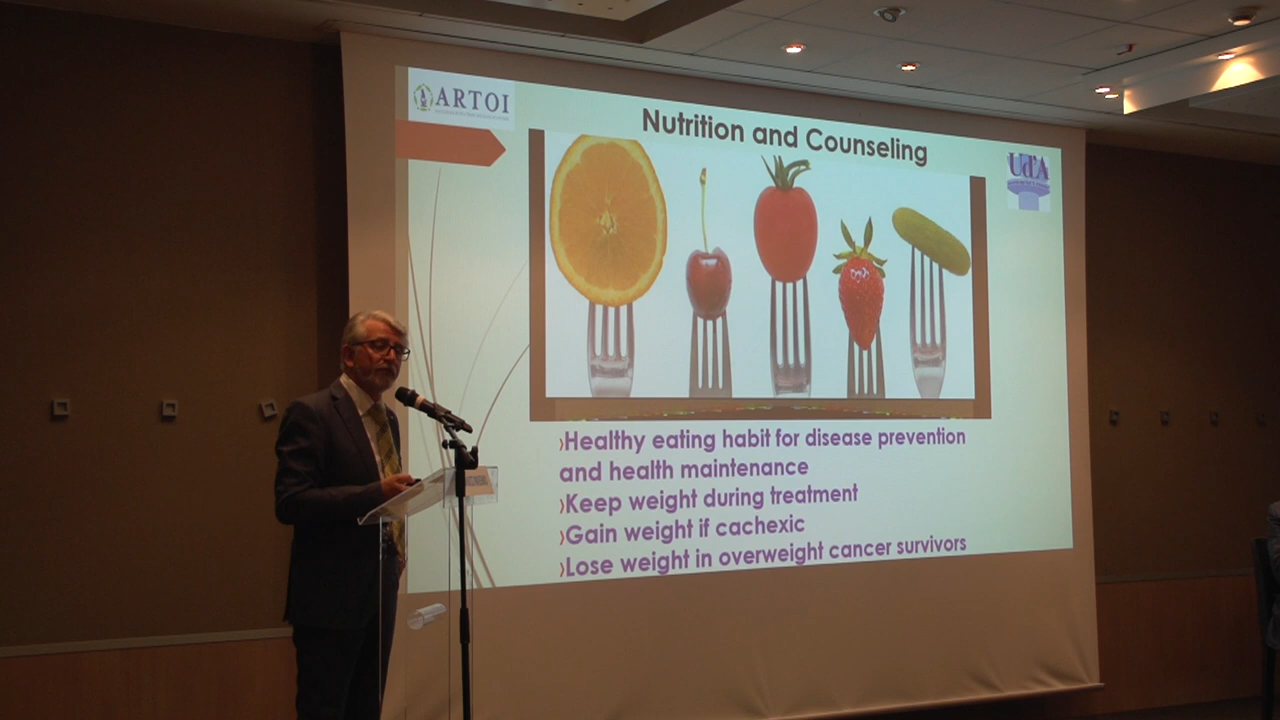 ARTOI
Nutrition and Counseling
Ud'A
›Healthy eating habit for disease prevention
and health maintenance
›Keep weight during treatment
›Gain weight if cachexic
›Lose weight in overweight cancer survivors